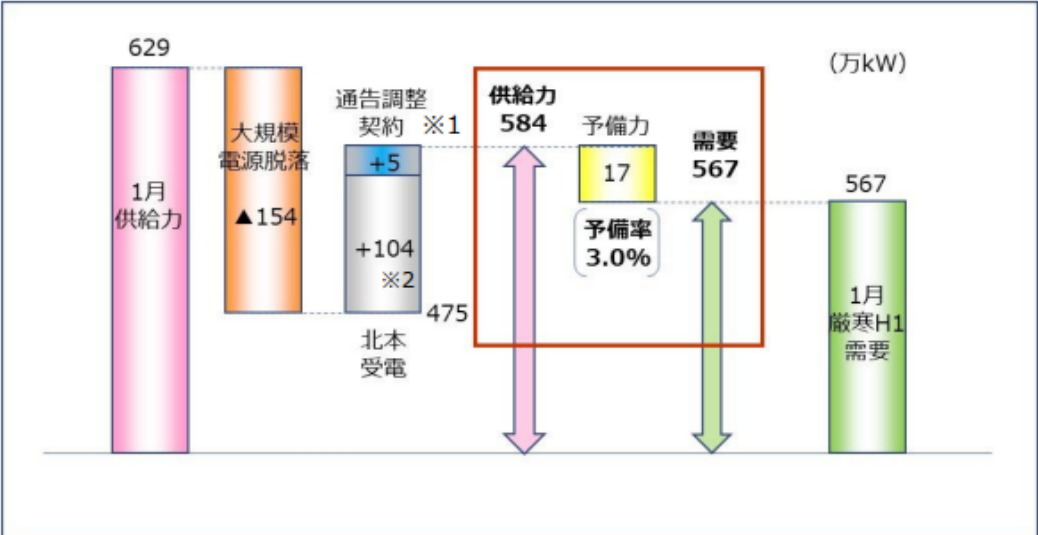 629
(万kW)
1月
供給力
大規模
電源脱落
▲154
通告調整
契約 ※1
+5
+104
※2
475
北本
受電
供給力
584
予備力
17
予備率
3.0%
需要
567
567
1月
厳寒H1
需要